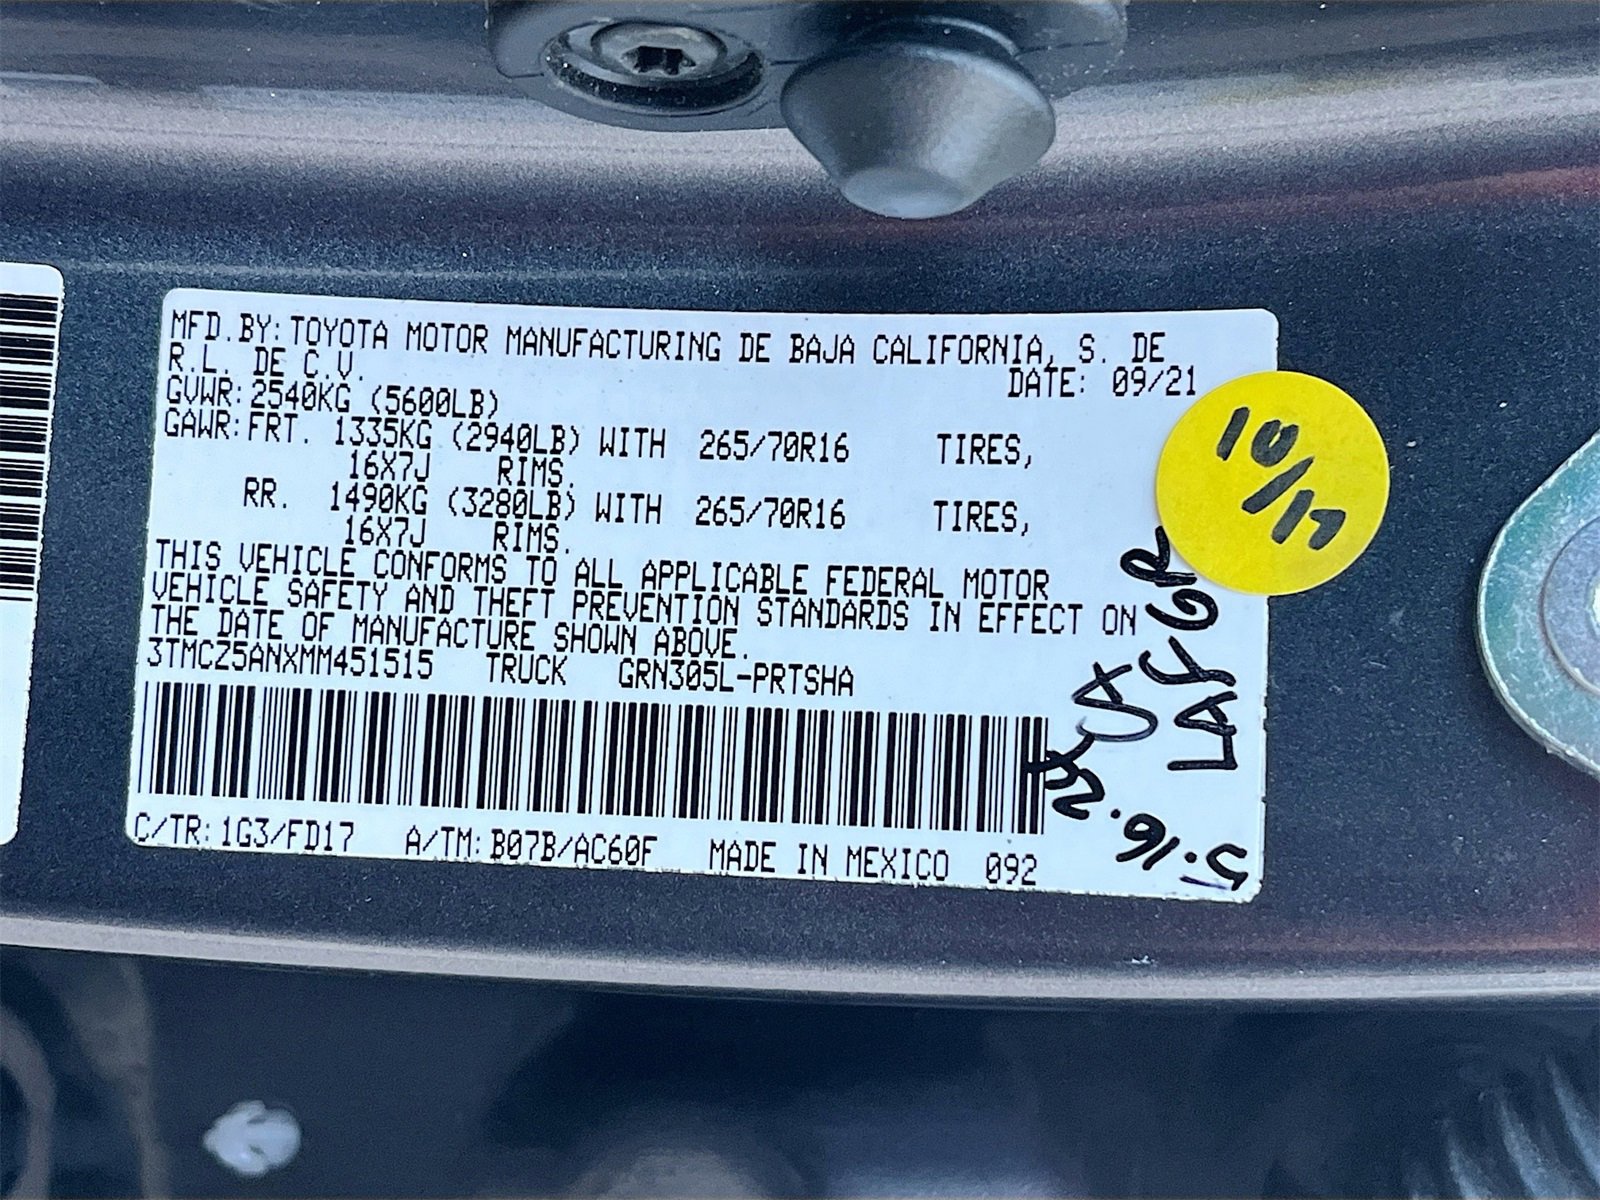 MFD.BY:TOYOTA MOTOR MANUFACTURING DE BAJA CALIFORNIA, S. DE
R.L. DE C.V.
DATE: 09/21
GVWR:2540KG (5600LB)
GAWR:FRT. 1335KG (2940LB) WITH 265/70R16 TIRES,
16X7J RIMS.
RR. 1490KG (3280LB) WITH 265/70R16 TIRES,
16X7J RIMS.
THIS VEHICLE CONFORMS TO ALL APPLICABLE FEDERAL MOTOR
VEHICLE SAFETY AND THEFT PREVENTION STANDARDS IN EFFECT ON
THE DATE OF MANUFACTURE SHOWN ABOVE.
3TMCZ5ANXMM451515 TRUCK GRN305L-PRTSHA
C/TR:1G3/FD17 A/TM:B07B/AC60F MADE IN MEXICO 092
10/17